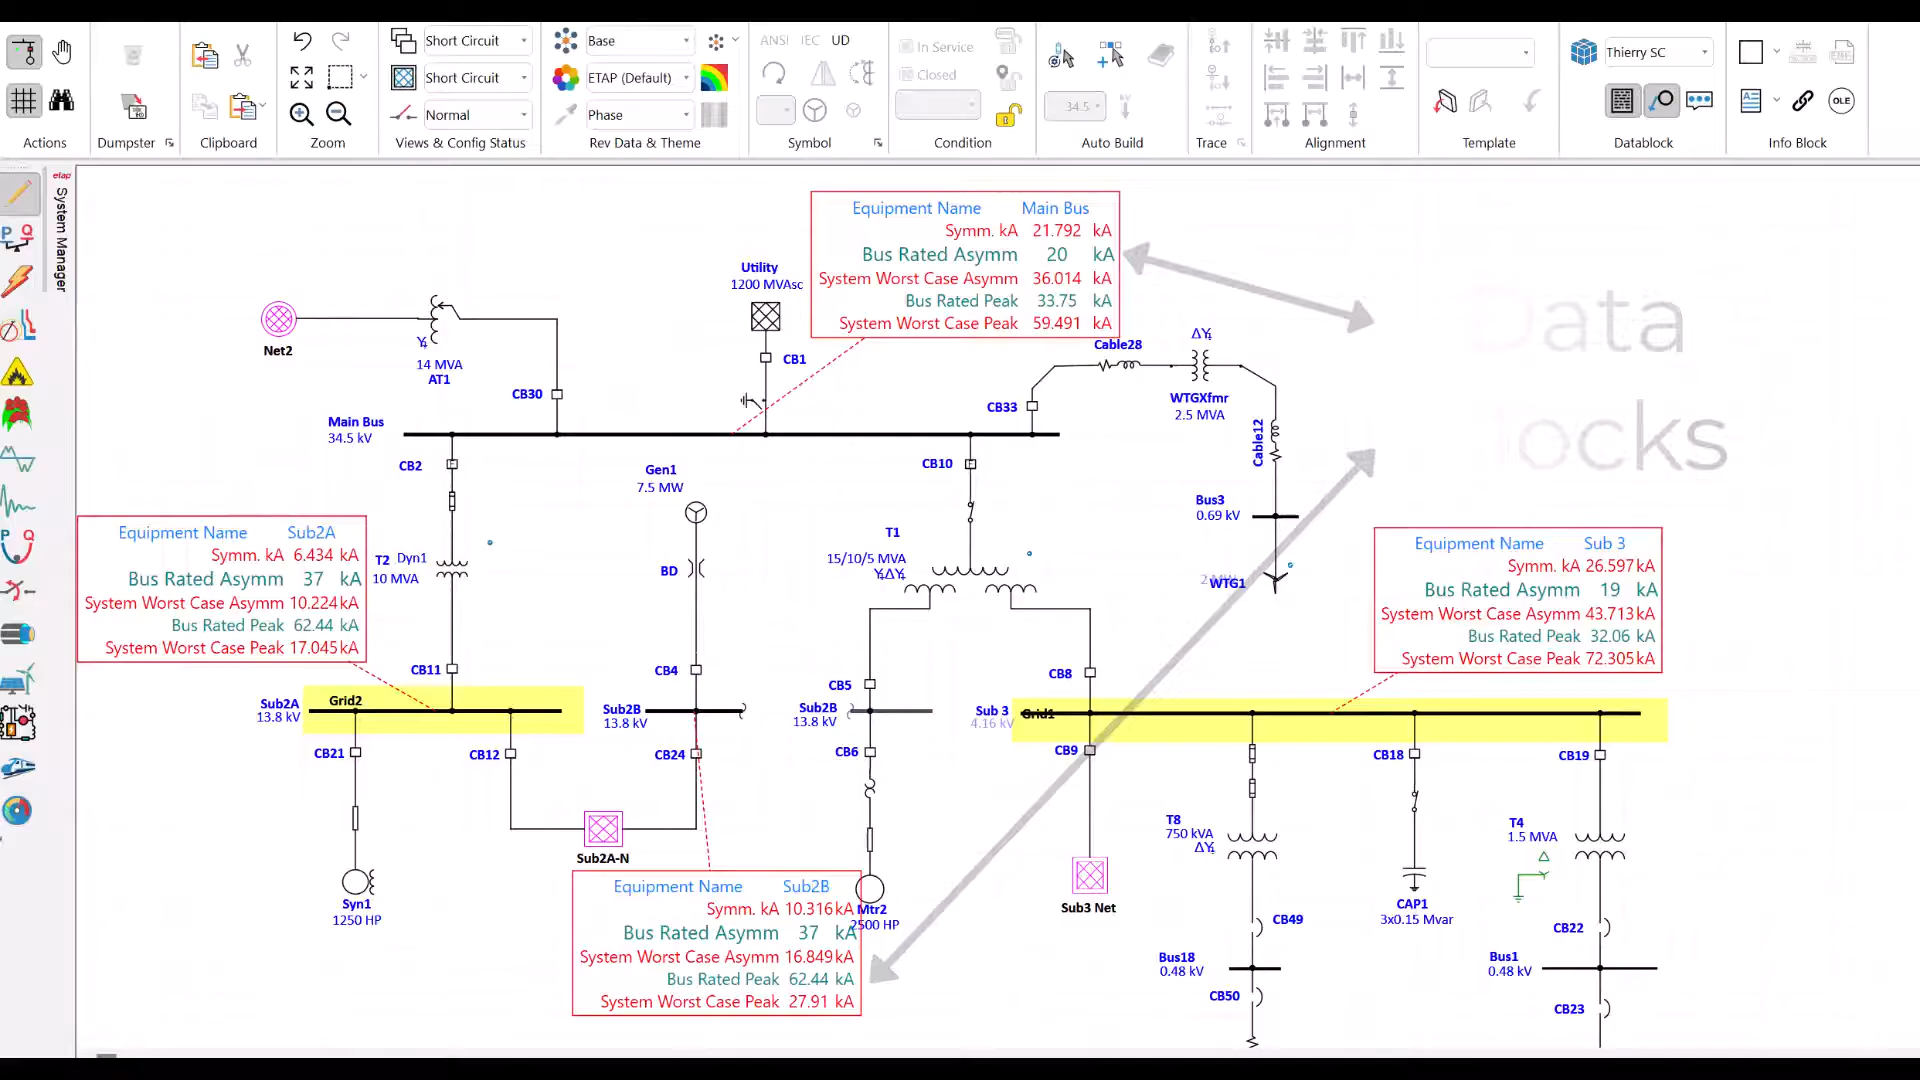 Short Circuit
Base
ANSI IEC UD
In Service
Thierry SC
Short Circuit
ETAP (Default)
Closed
Normal
Phase
34.5
Actions
Dumpster
Clipboard
Zoom
Views & Config Status
Rev Data & Theme
Symbol
Condition
Auto Build
Trace
Alignment
Template
Datablock
Info Block
OLE
etap
System Manager
Equipment Name Main Bus
Symm. kA 21.792 kA
Bus Rated Asymm 20 kA
System Worst Case Asymm 36.014 kA
Bus Rated Peak 33.75 kA
System Worst Case Peak 59.491 kA
Data
locks
Utility
1200 MVAsc
CB1
Net2
14 MVA
AT1
CB30
Cable28
CB33
WTGXfmr
2.5 MVA
Cable12
Main Bus
34.5 kV
CB2
Gen1
7.5 MW
CB10
Bus3
0.69 kV
Equipment Name Sub2A
Symm. kA 6.434 kA
Bus Rated Asymm 37 kA
System Worst Case Asymm 10.224 kA
Bus Rated Peak 62.44 kA
System Worst Case Peak 17.045 kA
T2 Dyn1
10 MVA
BD
T1
15/10/5 MVA
WTG1
Equipment Name Sub 3
Symm. kA 26.597 kA
Bus Rated Asymm 19 kA
System Worst Case Asymm 43.713 kA
Bus Rated Peak 32.06 kA
System Worst Case Peak 72.305 kA
CB11
CB4
CB5
CB8
Sub2A
13.8 kV
Grid2
Sub2B
13.8 kV
Sub2B
13.8 kV
Sub 3
4.16 kV
Grid1
CB21
CB12
CB24
CB6
CB9
CB18
CB19
Sub2A-N
T8
750 kVA
T4
1.5 MVA
Syn1
1250 HP
Equipment Name Sub2B
Symm. kA 10.316 kA
Bus Rated Asymm 37 kA
System Worst Case Asymm 16.849 kA
Bus Rated Peak 62.44 kA
System Worst Case Peak 27.91 kA
Mtr2
2500 HP
Sub3 Net
CAP1
3x0.15 Mvar
CB49
CB22
Bus18
0.48 kV
Bus1
0.48 kV
CB50
CB23